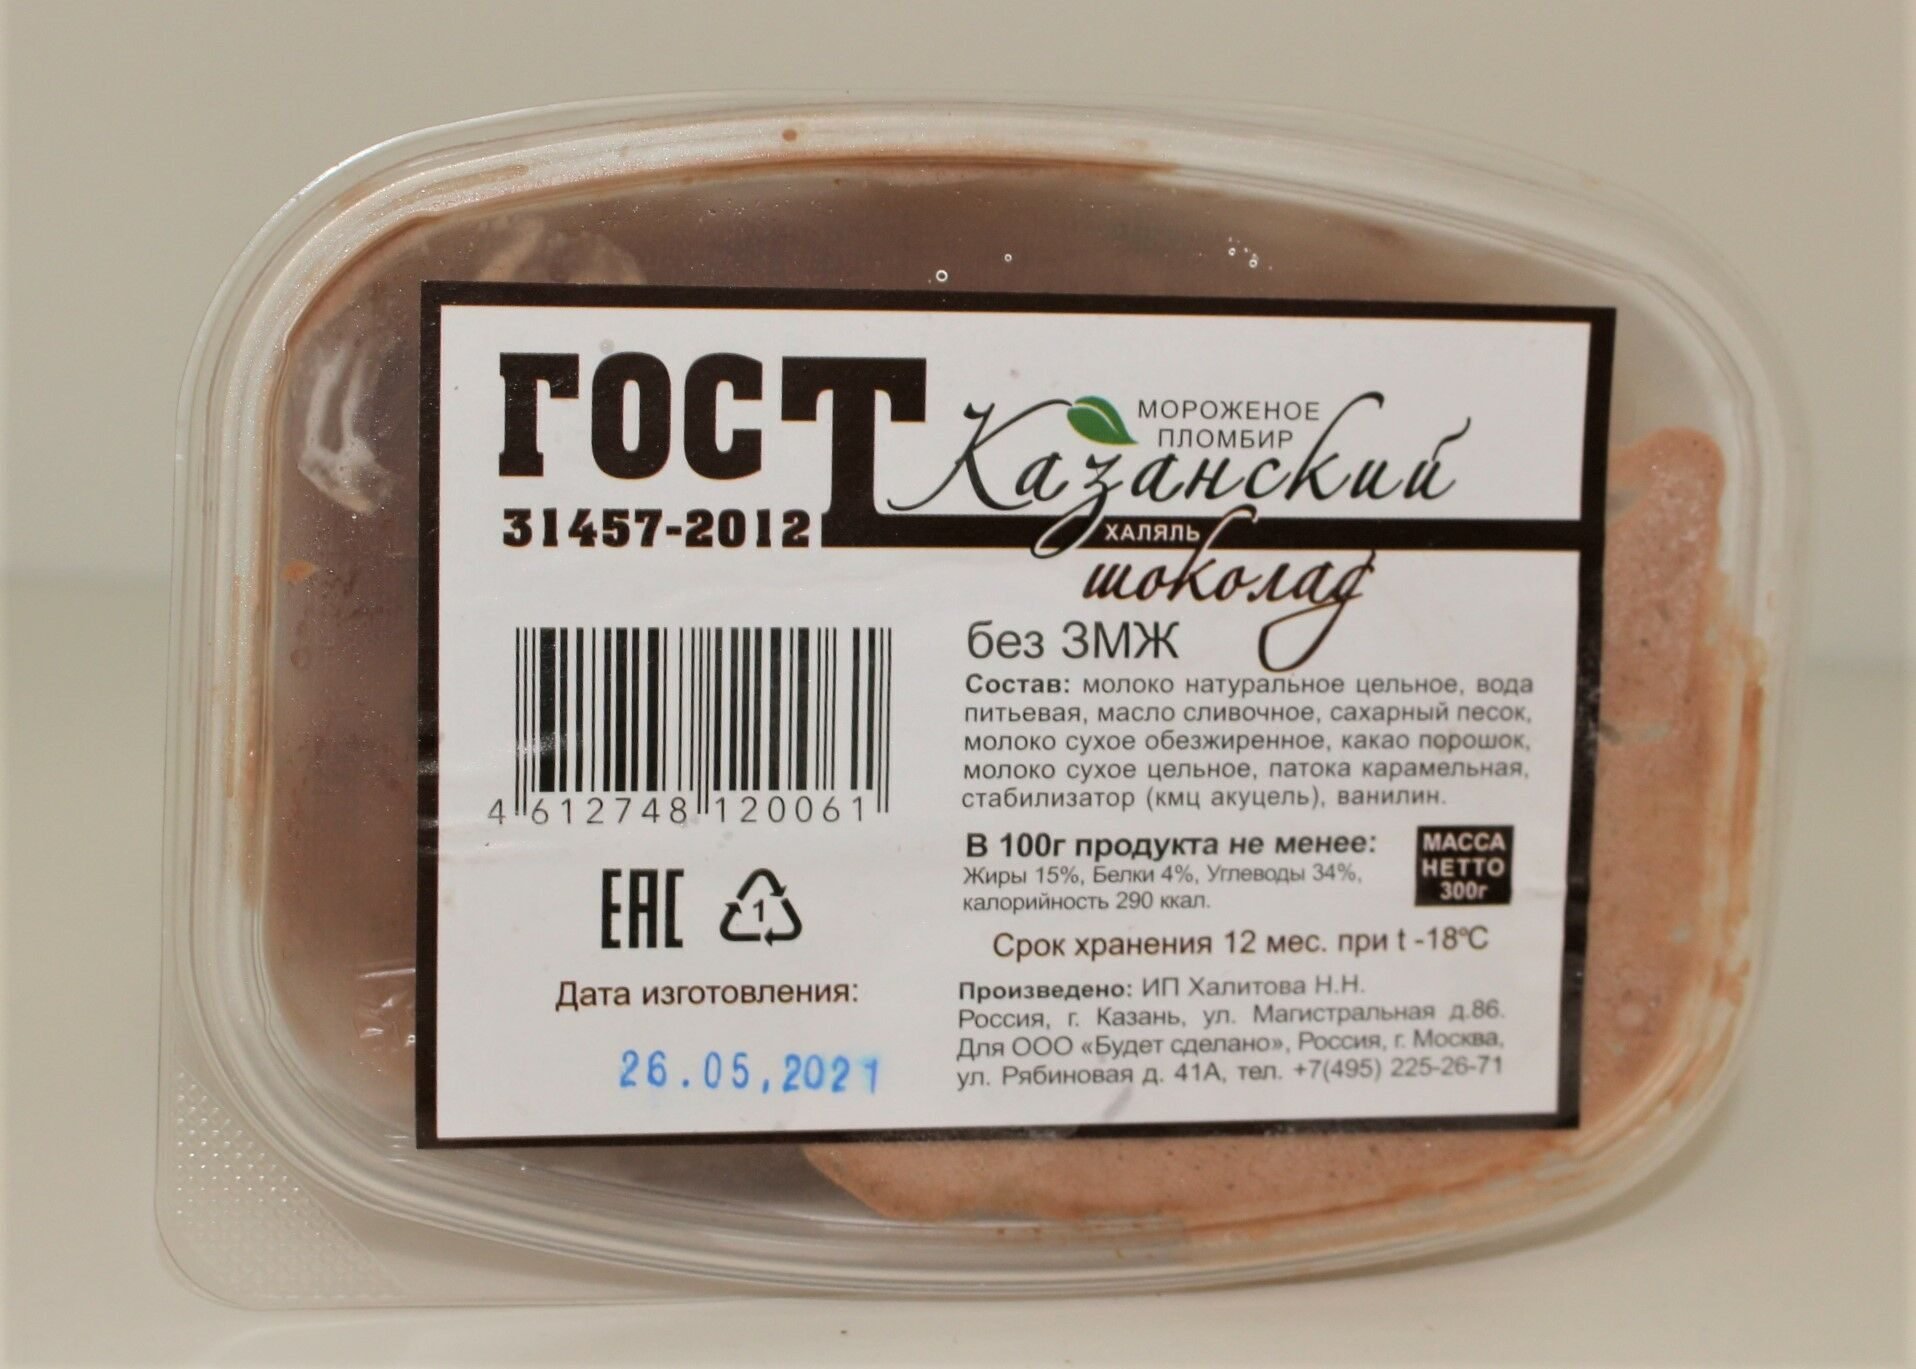 ГОСТ
31457-2012
МОРОЖЕНОЕ
ПЛОМБИР
Казанский
ХАЛЯЛЬ
шоколад
4 612748 120061
ЕАС
1
Дата изготовления:
26.05.2021
без ЗМЖ
Состав: молоко натуральное цельное, вода
питьевая, масло сливочное, сахарный песок,
молоко сухое обезжиренное, какао порошок,
молоко сухое цельное, патока карамельная,
стабилизатор (кмц акуцель), ванилин.
В 100г продукта не менее:
Жиры 15%, Белки 4%, Углеводы 34%,
калорийность 290 ккал.
МАССА
НЕТТО
300г
Срок хранения 12 мес. при t -18°С
Произведено: ИП Халитова Н.Н.
Россия, г. Казань, ул. Магистральная д.86.
Для ООО «Будет сделано», Россия, г. Москва,
ул. Рябиновая д. 41А, тел. +7(495) 225-26-71